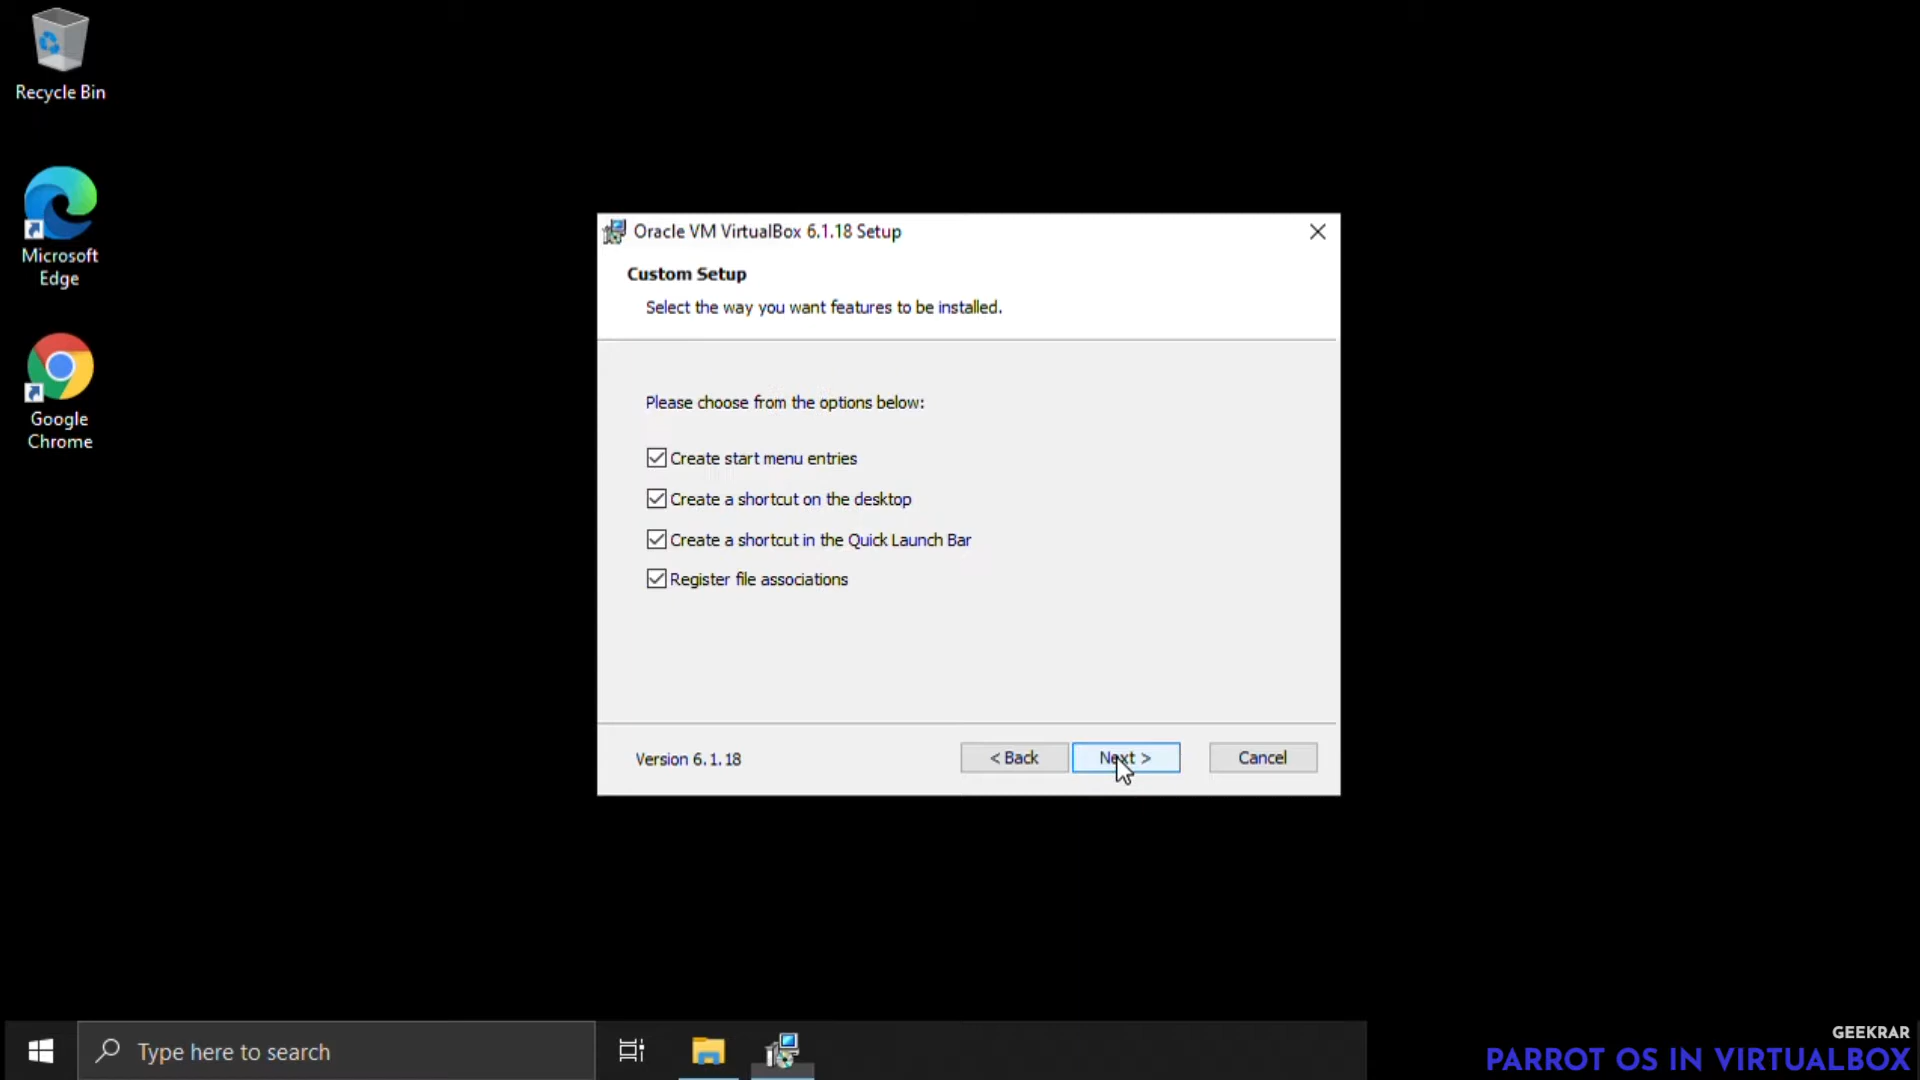 Recycle Bin
Microsoft
Edge
Google
Chrome
Oracle VM VirtualBox 6.1.18 Setup
Custom Setup
Select the way you want features to be installed.
Please choose from the options below:
Create start menu entries
Create a shortcut on the desktop
Create a shortcut in the Quick Launch Bar
Register file associations
Version 6.1.18
< Back
Next >
Cancel
Type here to search
GEEKRAR
PARROT OS IN VIRTUALBOX